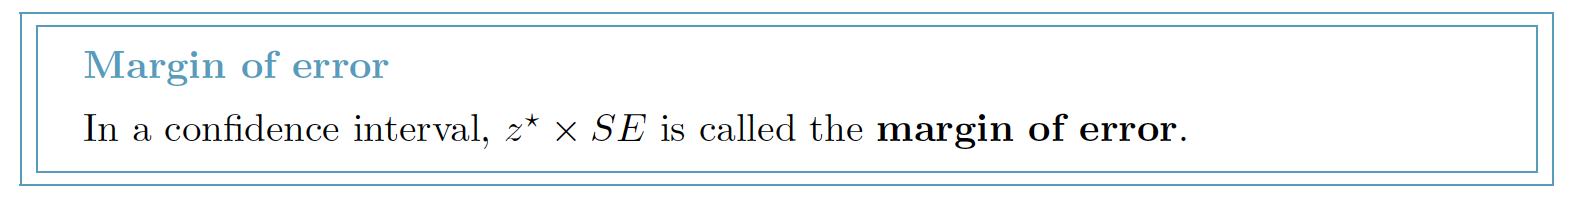 Margin of error
In a confidence interval, z⋆ × SE is called the margin of error.